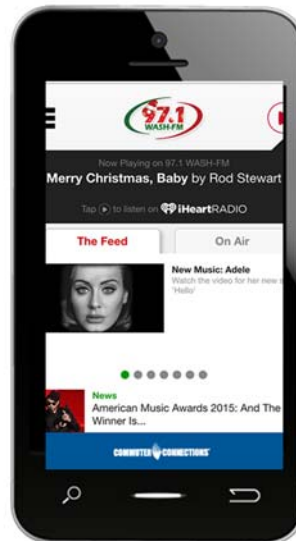 97.1
WASH-FM
Now Playing on 97.1 WASH-FM
Merry Christmas, Baby by Rod Stewart
Tap to listen on iHeartRADIO
The Feed
On Air
New Music: Adele
Watch the video for her new
'Hello'
News
American Music Awards 2015: And The
Winner Is...
COMMUTER CONNECTIONS